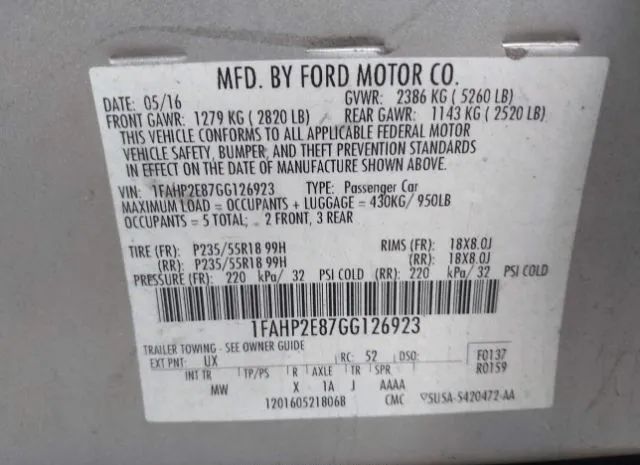 MFD. BY FORD MOTOR CO.
DATE: 05/16 GVWR: 2386 KG ( 5260 LB)
FRONT GAWR: 1279 KG ( 2820 LB) REAR GAWR: 1143 KG ( 2520 LB)
THIS VEHICLE CONFORMS TO ALL APPLICABLE FEDERAL MOTOR
VEHICLE SAFETY, BUMPER, AND THEFT PREVENTION STANDARDS
IN EFFECT ON THE DATE OF MANUFACTURE SHOWN ABOVE.
VIN: 1FAHP2E87GG126923 TYPE: Passenger Car
MAXIMUM LOAD = OCCUPANTS + LUGGAGE = 430KG/ 950LB
OCCUPANTS = 5 TOTAL; 2 FRONT, 3 REAR
TIRE (FR): P235/55R18 99H RIMS (FR): 18X8.0J
(RR): P235/55R18 99H (RR): 18X8.0J
PRESSURE (FR): 220 kPa/ 32 PSI COLD (RR): 220 kPa/ 32 PSI COLD
1FAHP2E87GG126923
TRAILER TOWING - SEE OWNER GUIDE
EXT PNT: UX RC: 52 DSO: F0137
R0159
INT TR TP/PS R AXLE TR SPR
MW X 1A J AAAA
120160521806B CMC 5U5A-5420472-AA